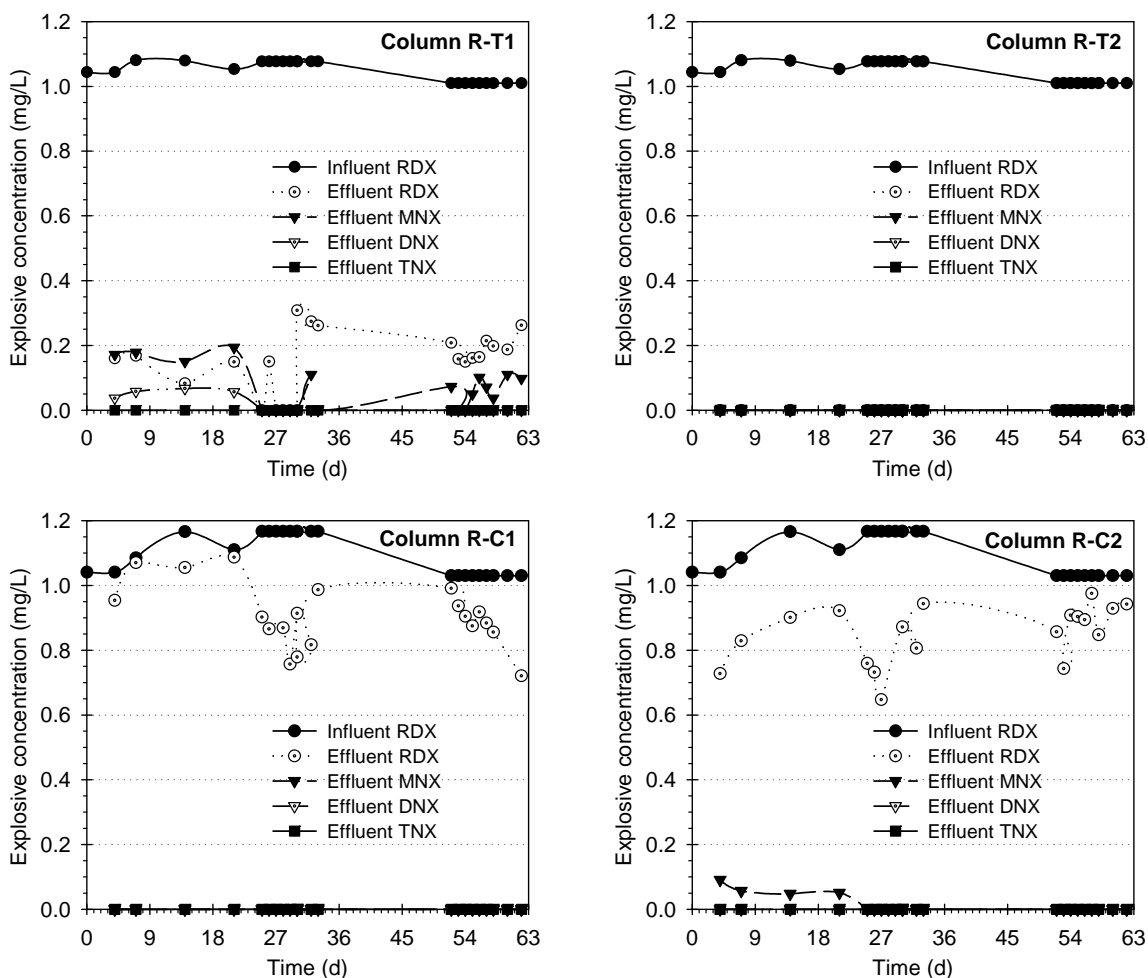 Column R-T1
Explosive concentration (mg/L)
1.2
1.0
0.8
0.6
0.4
0.2
0.0
Influent RDX
Effluent RDX
Effluent MNX
Effluent DNX
Effluent TNX
0 9 18 27 36 45 54 63
Time (d)
Column R-T2
Explosive concentration (mg/L)
1.2
1.0
0.8
0.6
0.4
0.2
0.0
Influent RDX
Effluent RDX
Effluent MNX
Effluent DNX
Effluent TNX
0 9 18 27 36 45 54 63
Time (d)
Column R-C1
Explosive concentration (mg/L)
1.2
1.0
0.8
0.6
0.4
0.2
0.0
Influent RDX
Effluent RDX
Effluent MNX
Effluent DNX
Effluent TNX
0 9 18 27 36 45 54 63
Time (d)
Column R-C2
Explosive concentration (mg/L)
1.2
1.0
0.8
0.6
0.4
0.2
0.0
Influent RDX
Effluent RDX
Effluent MNX
Effluent DNX
Effluent TNX
0 9 18 27 36 45 54 63
Time (d)